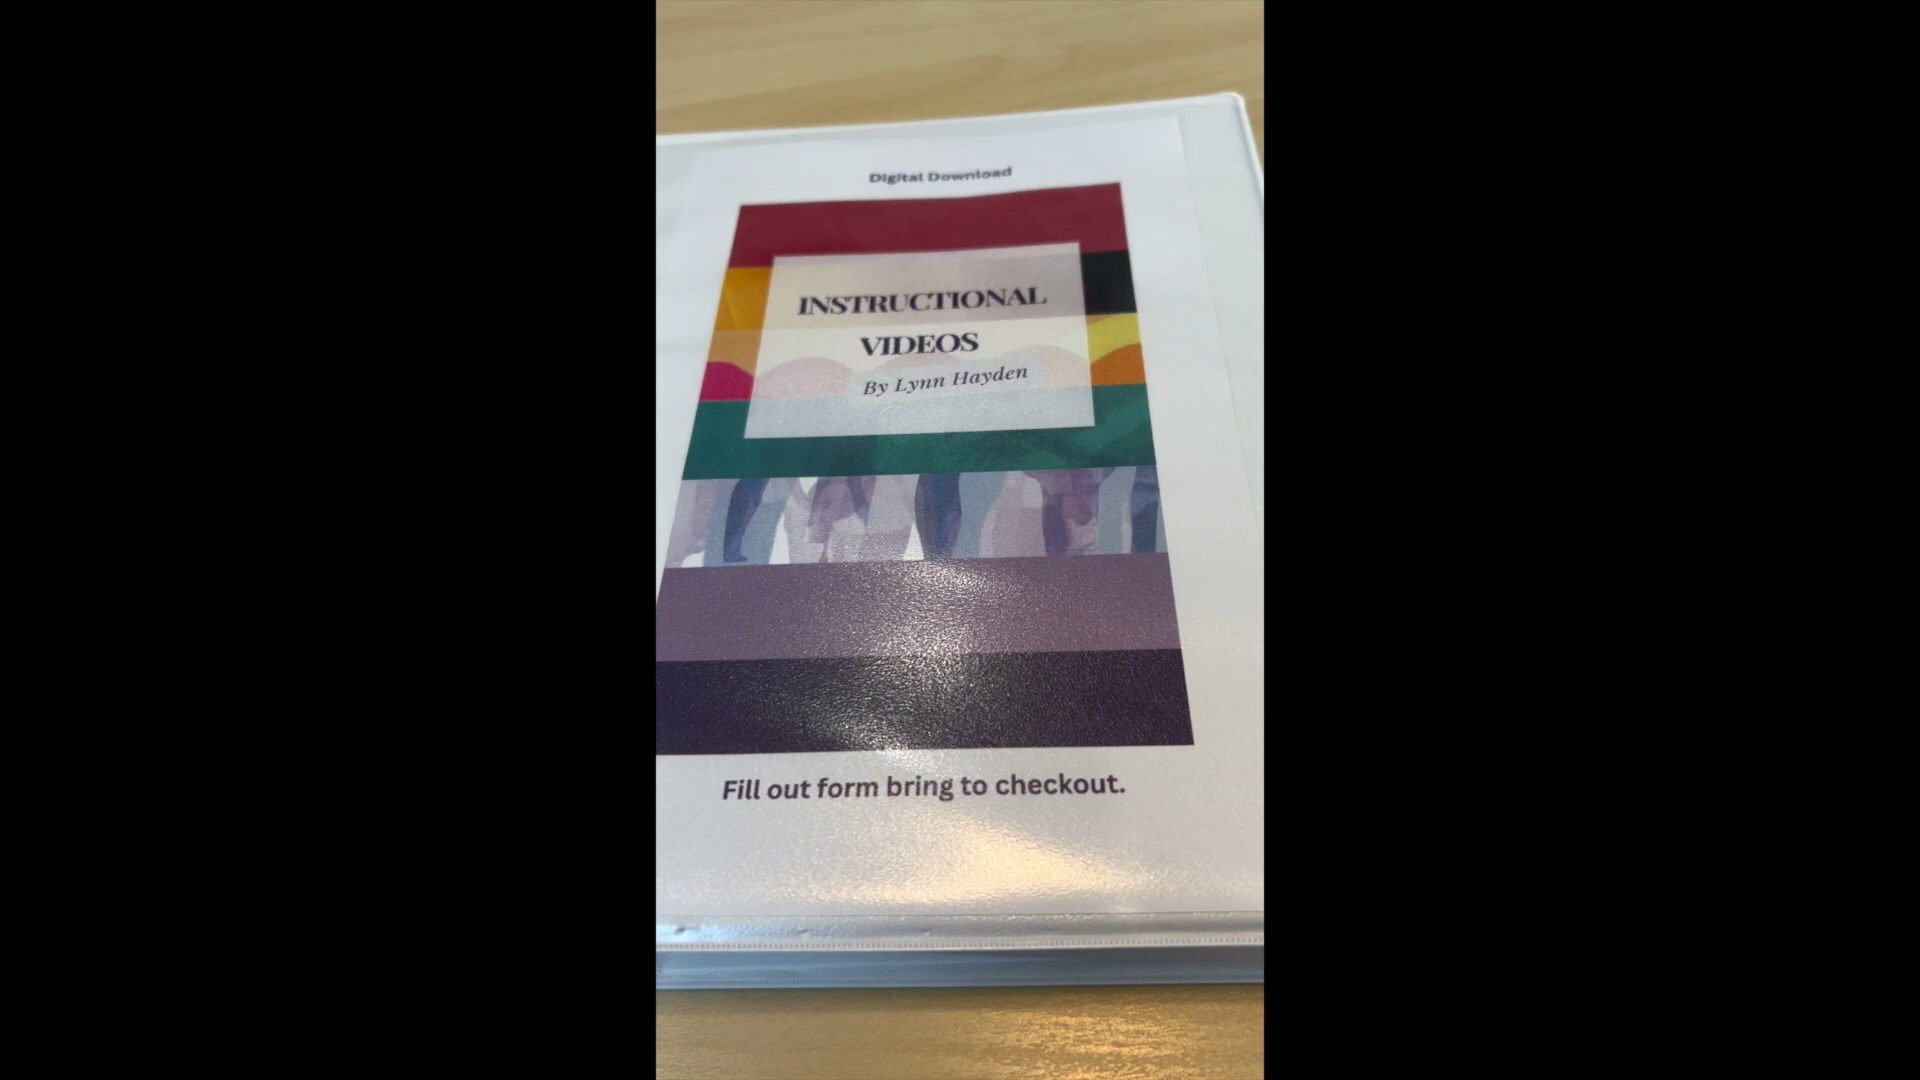 Digital Download
INSTRUCTIONAL
VIDEOS
By Lynn Hayden
Fill out form bring to checkout.